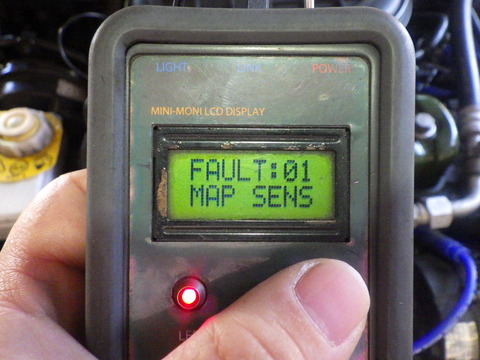 LIGHT LINK POWER
MINI-MONI LCD DISPLAY
FAULT:01
MAP SENS